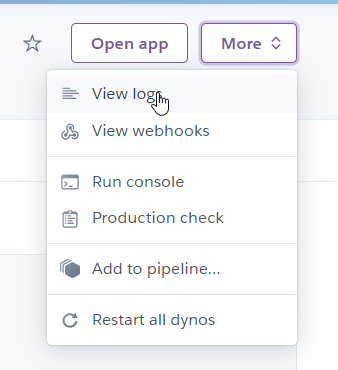 Open app
More
View logs
View webhooks
Run console
Production check
Add to pipeline...
Restart all dynos